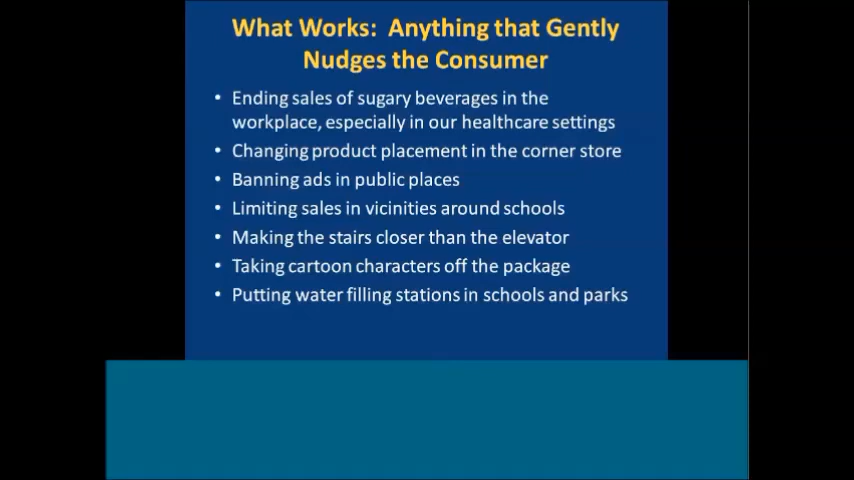 What Works: Anything that Gently
Nudges the Consumer
• Ending sales of sugary beverages in the
workplace, especially in our healthcare settings
• Changing product placement in the corner store
• Banning ads in public places
• Limiting sales in vicinities around schools
• Making the stairs closer than the elevator
• Taking cartoon characters off the package
• Putting water filling stations in schools and parks